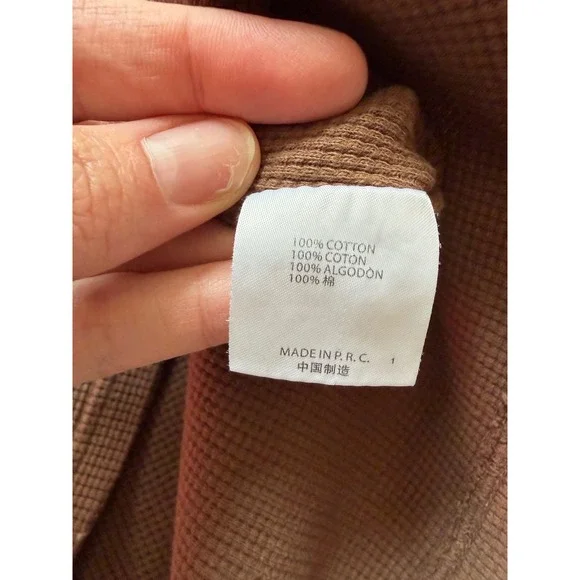 100% COTTON
100% COTON
100% ALGODÓN
100% 棉
MADE IN P. R. C. 1
中国制造